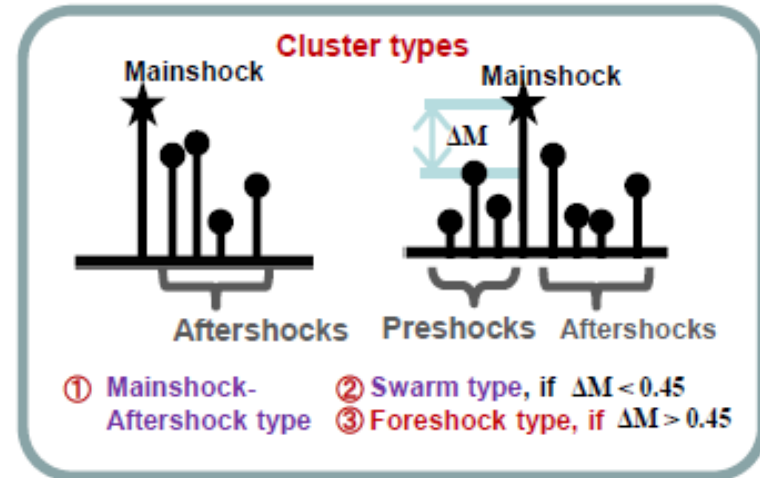 Cluster types
Mainshock
Mainshock
ΔM
Aftershocks
Preshocks
Aftershocks
① Mainshock-
Aftershock type
② Swarm type, if ΔM < 0.45
③ Foreshock type, if ΔM > 0.45